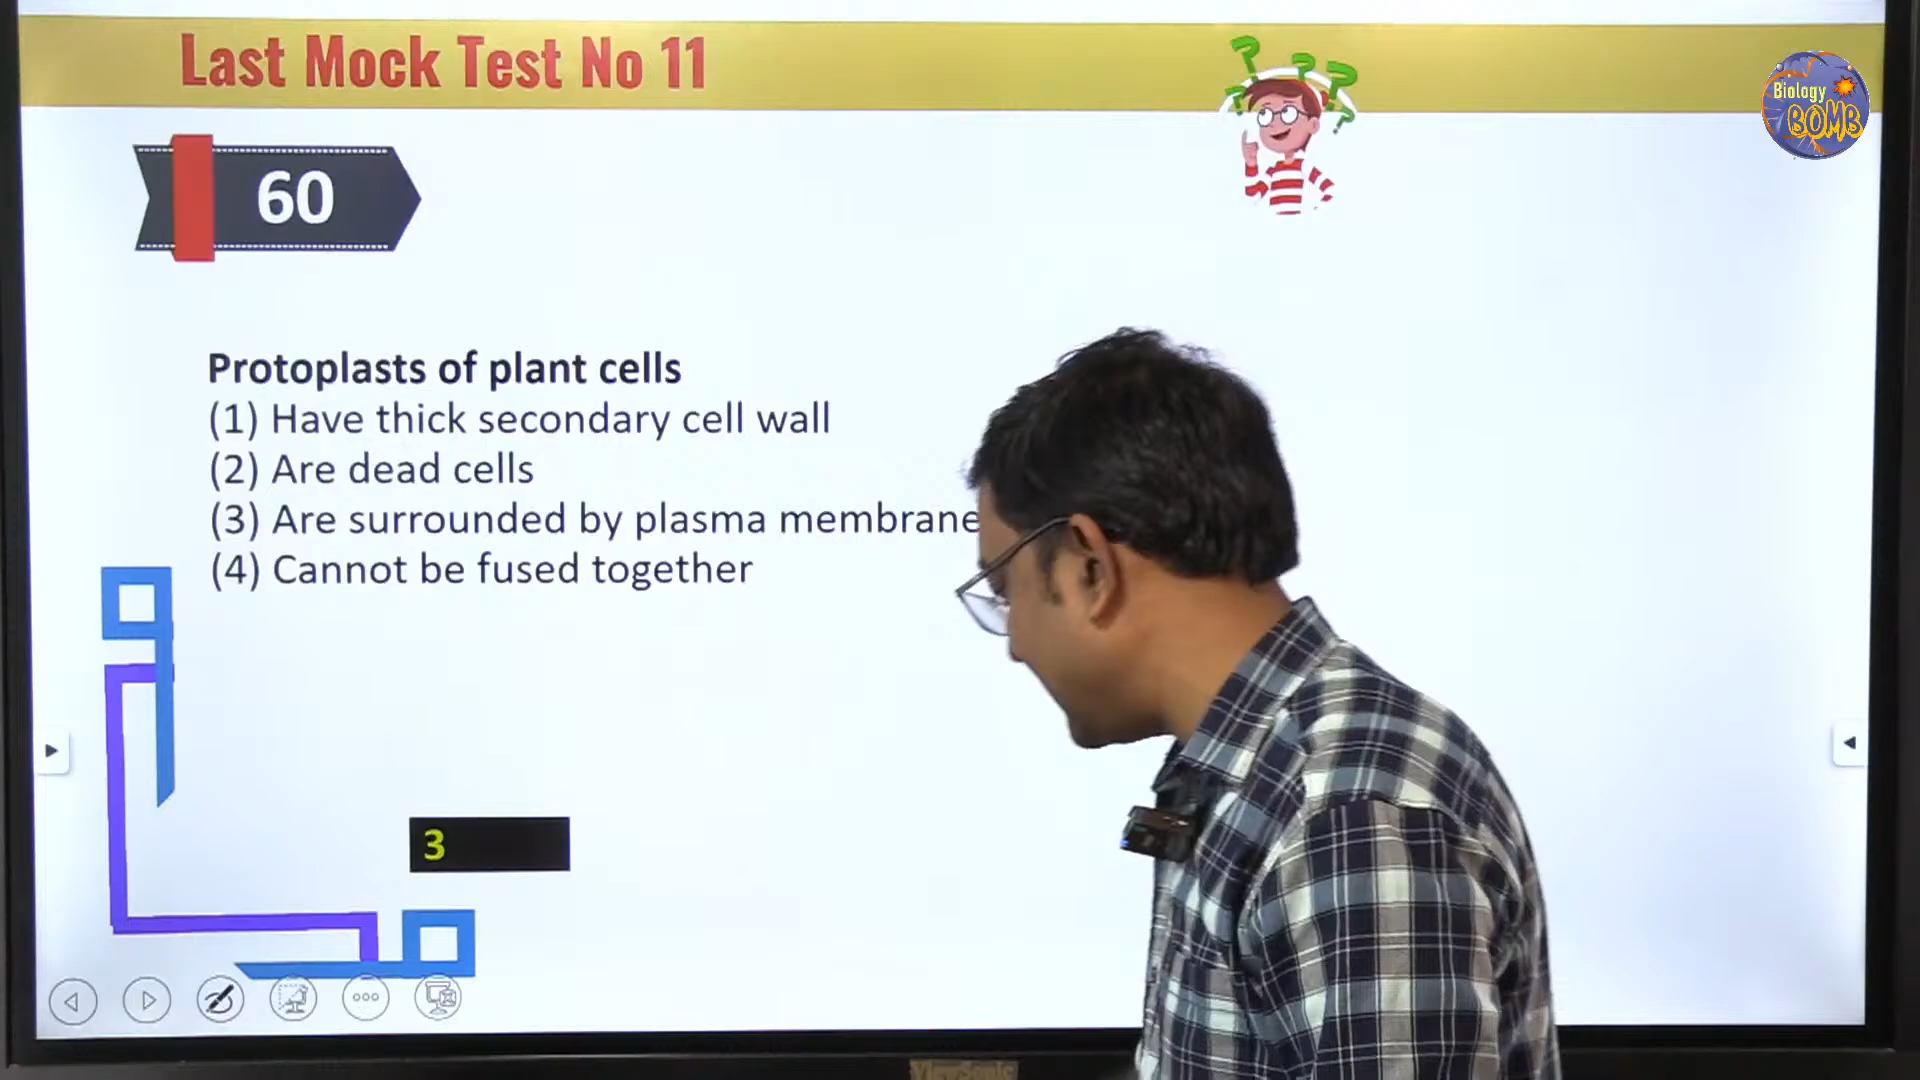 Last Mock Test No 11
Biology
BOMB
60
Protoplasts of plant cells
(1) Have thick secondary cell wall
(2) Are dead cells
(3) Are surrounded by plasma membrane
(4) Cannot be fused together
3
ViewSonic